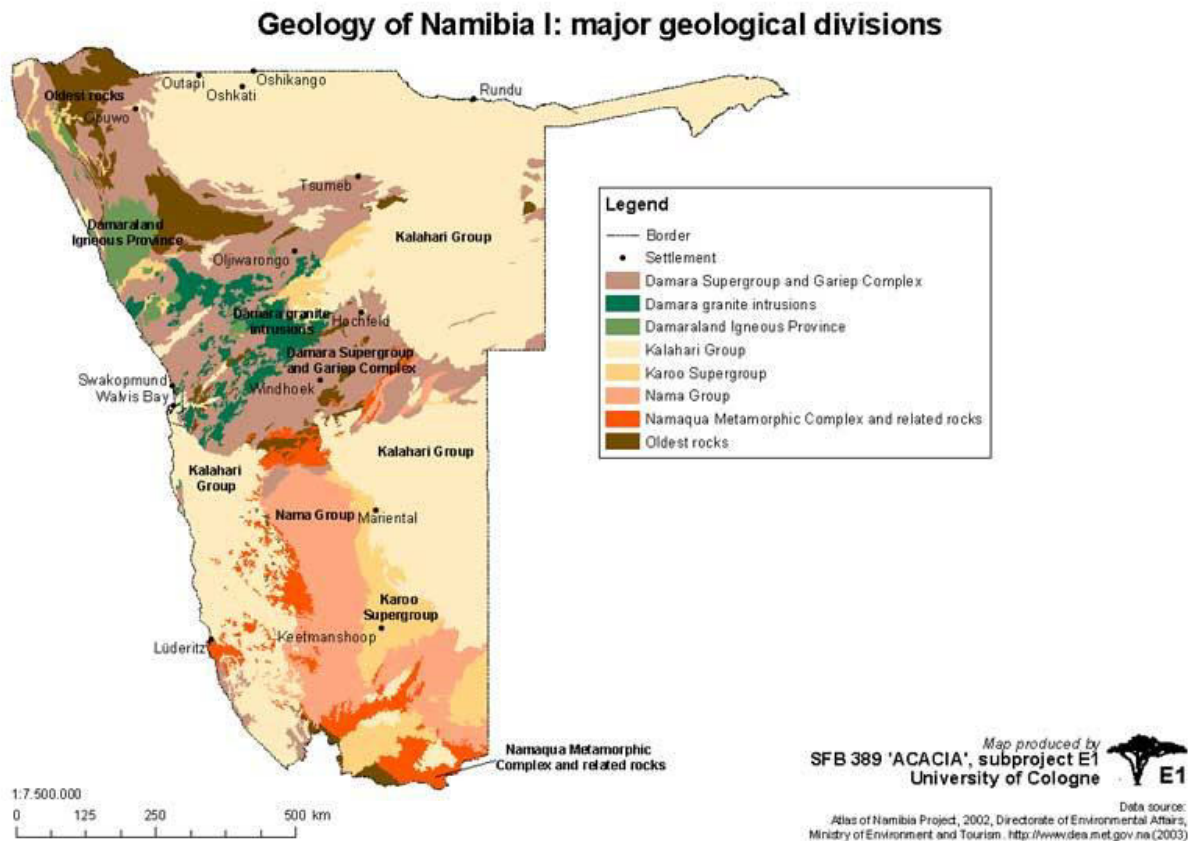 Geology of Namibia I: major geological divisions
Oshikango
Outapi
Oshkati
Rundu
Oldest rocks
Opuwo
Tsumeb
Damaraland
Igneous Province
Kalahari Group
Oljiwarongo
Damara granite
intrusions
Hochfeld
Damara Supergroup
and Gariep Complex
Windhoek
Swakopmund
Walvis Bay
Kalahari
Group
Kalahari Group
Nama Group
Mariental
Karoo
Supergroup
Keetmanshoop
Lüderitz
Namaqua Metamorphic
Complex and related rocks
Legend
Border
Settlement
Damara Supergroup and Gariep Complex
Damara granite intrusions
Damaraland Igneous Province
Kalahari Group
Karoo Supergroup
Nama Group
Namaqua Metamorphic Complex and related rocks
Oldest rocks
1:7.500.000
0 125 250 500 km
Map produced by
SFB 389 'ACACIA', subproject E1
University of Cologne
E1
Data source:
Atlas of Namibia Project, 2002, Directorate of Environmental Affairs,
Ministry of Environment and Tourism. http://www.dea.met.gov.na (2003)